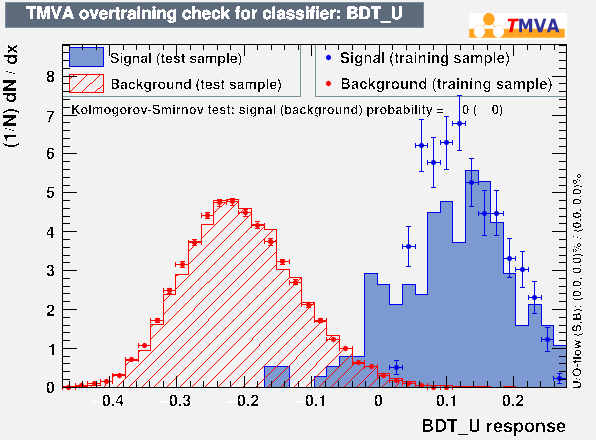 TMVA overtraining check for classifier: BDT_U
TMVA
Signal (test sample)
Background (test sample)
Signal (training sample)
Background (training sample)
Kolmogorov-Smirnov test: signal (background) probability = 0 ( 0)
(1/N) dN / dx
8
7
6
5
4
3
2
1
0
-0.4 -0.3 -0.2 -0.1 0 0.1 0.2
BDT_U response
U/O-flow (S,B): (0.0, 0.0)% / (0.0, 0.0)%